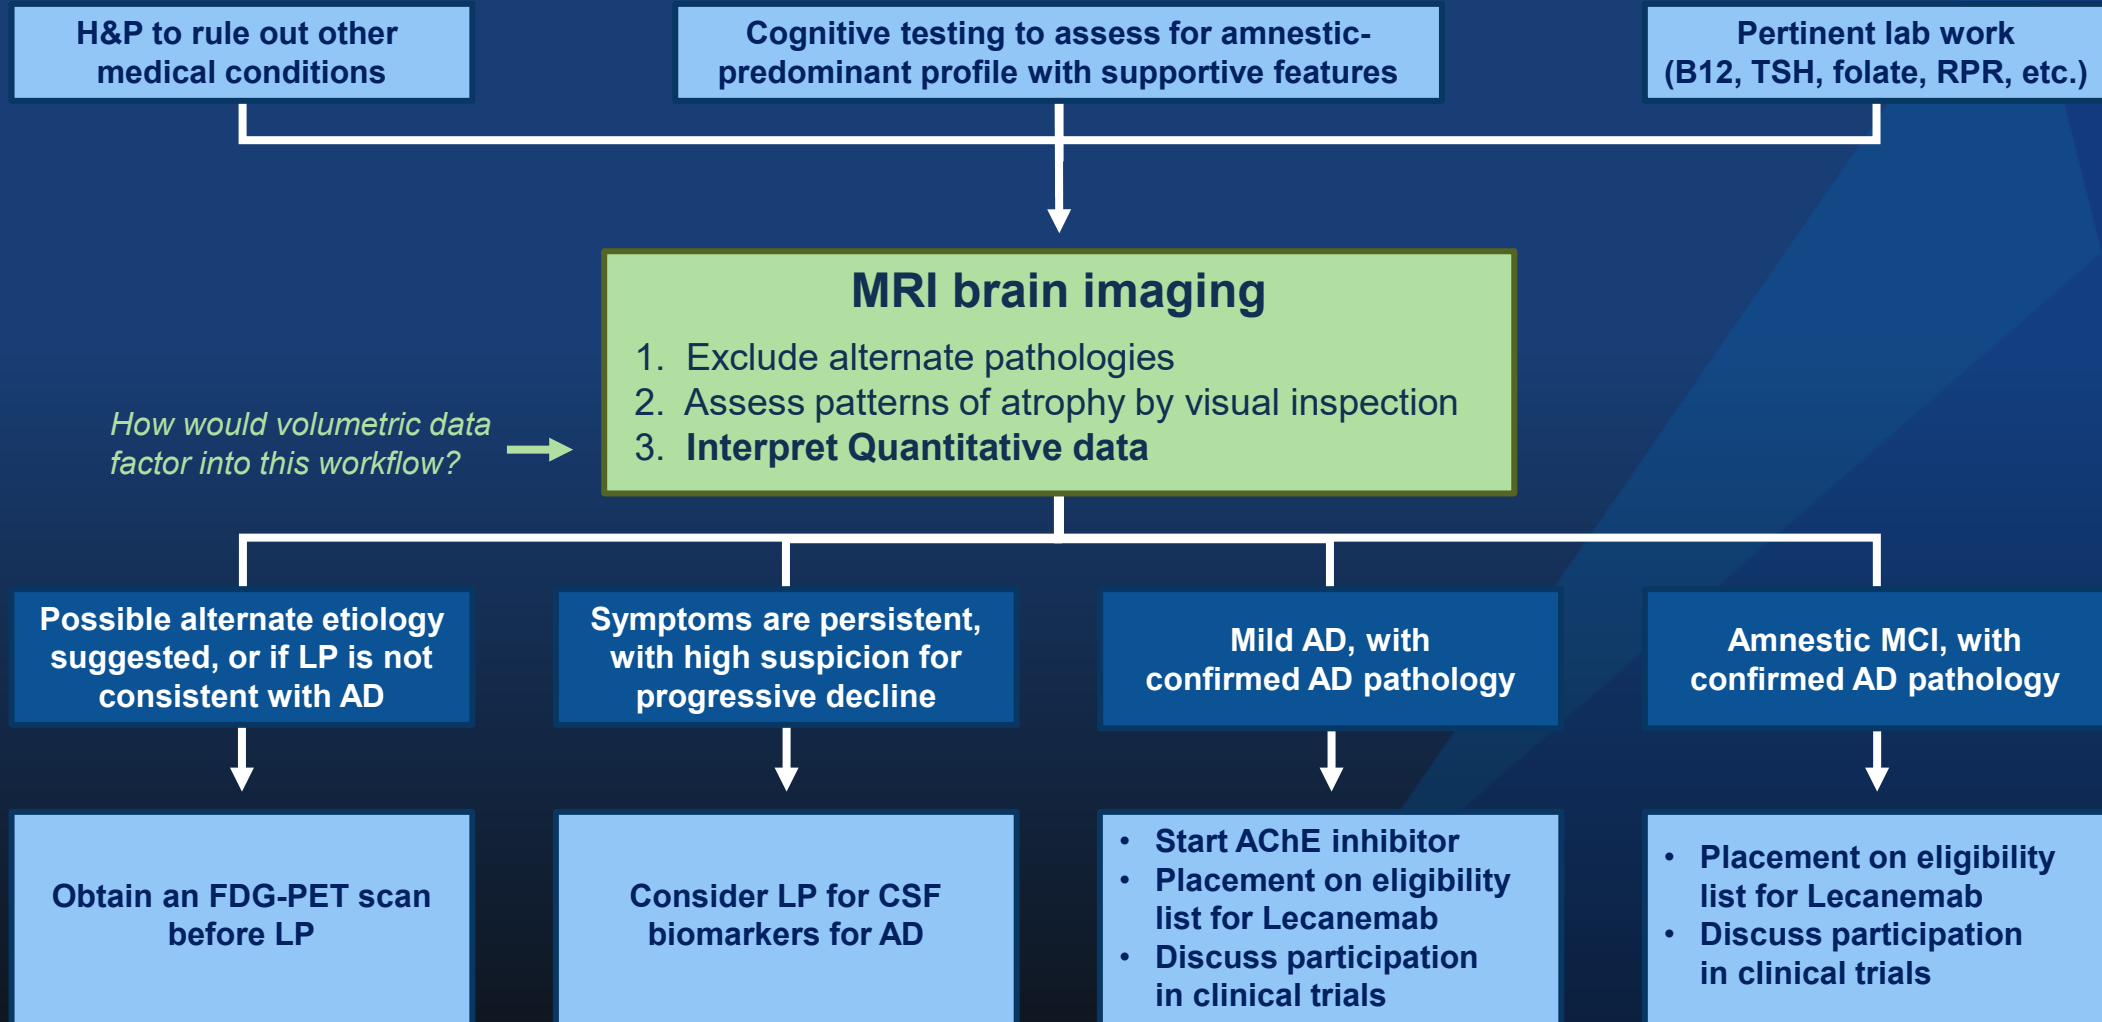 H&P to rule out other
medical conditions
Cognitive testing to assess for amnestic-
predominant profile with supportive features
Pertinent lab work
(B12, TSH, folate, RPR, etc.)
MRI brain imaging
1. Exclude alternate pathologies
2. Assess patterns of atrophy by visual inspection
3. Interpret Quantitative data
How would volumetric data
factor into this workflow?
Possible alternate etiology
suggested, or if LP is not
consistent with AD
Symptoms are persistent,
with high suspicion for
progressive decline
Mild AD, with
confirmed AD pathology
Amnestic MCI, with
confirmed AD pathology
Obtain an FDG-PET scan
before LP
Consider LP for CSF
biomarkers for AD
• Start AChE inhibitor
• Placement on eligibility
list for Lecanemab
• Discuss participation
in clinical trials
• Placement on eligibility
list for Lecanemab
• Discuss participation
in clinical trials